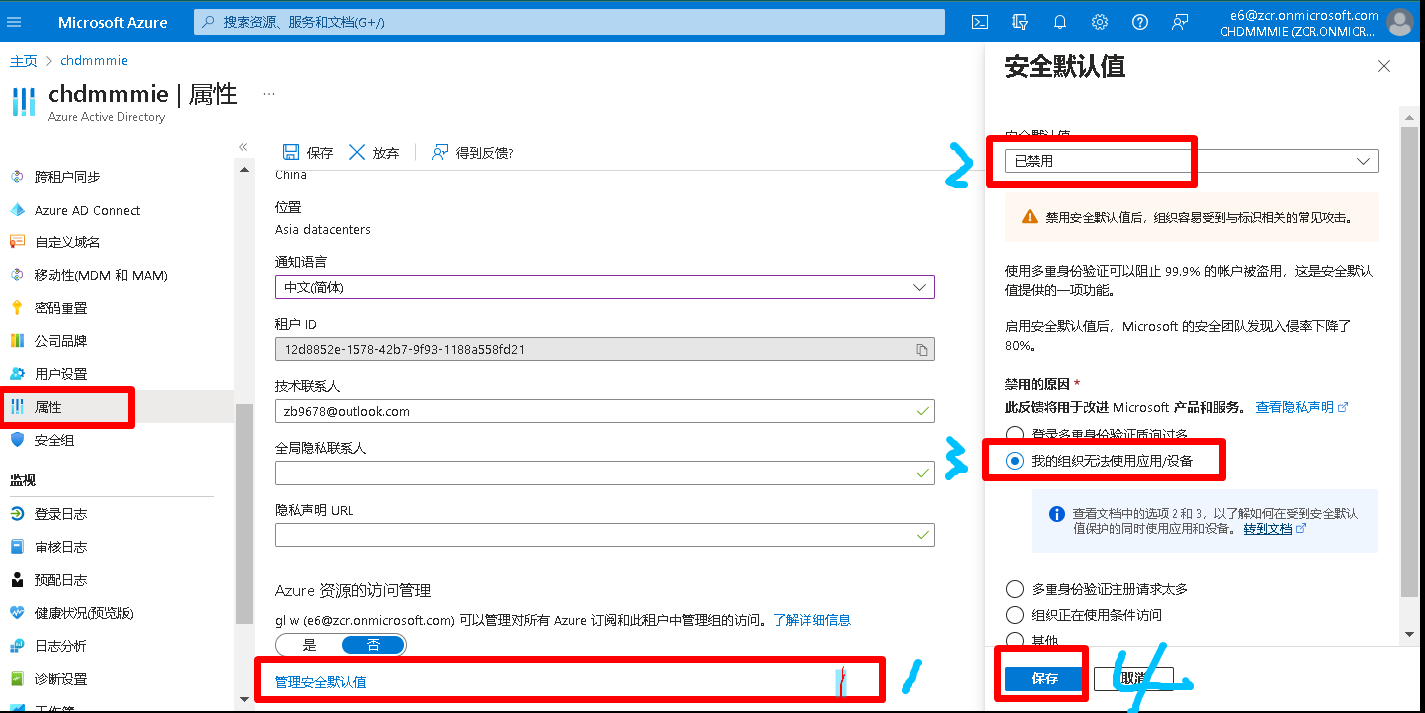 Microsoft Azure
搜索资源、服务和文档(G+/)
e6@zcr.onmicrosoft.com
CHDMMMIE (ZCR.ONMICR...
主页 > chdmmmie
chdmmmie | 属性 ...
Azure Active Directory
«
跨租户同步
Azure AD Connect
自定义域名
移动性(MDM 和 MAM)
密码重置
公司品牌
用户设置
属性
安全组
监视
登录日志
审核日志
预配日志
健康状况(预览版)
日志分析
诊断设置
工作簿
保存
放弃
得到反馈?
China
位置
Asia datacenters
通知语言
中文(简体)
租户 ID
12d8852e-1578-42b7-9f93-1188a558fd21
技术联系人
zb9678@outlook.com
全局隐私联系人
隐私声明 URL
Azure 资源的访问管理
gl w (e6@zcr.onmicrosoft.com) 可以管理对所有 Azure 订阅和此租户中管理组的访问。了解详细信息
是
否
管理安全默认值
1
安全默认值
安全默认值
2
已禁用
禁用安全默认值后，组织容易受到与标识相关的常见攻击。
使用多重身份验证可以阻止 99.9% 的帐户被盗用，这是安全默认
值提供的一项功能。
启用安全默认值后，Microsoft 的安全团队发现入侵率下降了
80%。
禁用的原因 *
此反馈将用于改进 Microsoft 产品和服务。 查看隐私声明
登录多重身份验证质询过多
3
我的组织无法使用应用/设备
查看文档中的选项 2 和 3，以了解如何在受到安全默认
值保护的同时使用应用和设备。 转到文档
多重身份验证注册请求太多
组织正在使用条件访问
其他
保存
取消
4